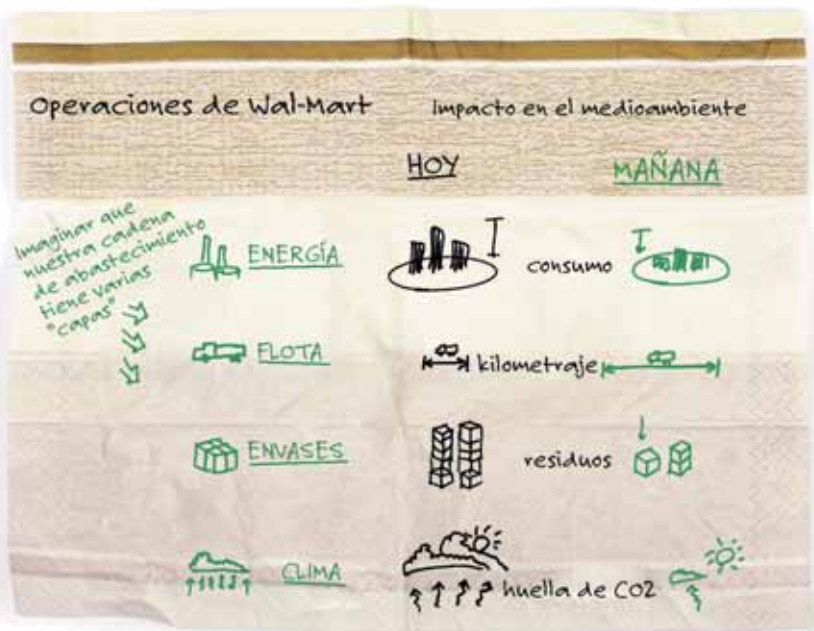 Operaciones de Wal-Mart
Impacto en el medioambiente
HOY
MAÑANA
Imaginar que
nuestra cadena
de abastecimiento
tiene varias
"capas"
ENERGÍA
consumo
FLOTA
kilometraje
ENVASES
residuos
CLIMA
huella de CO2